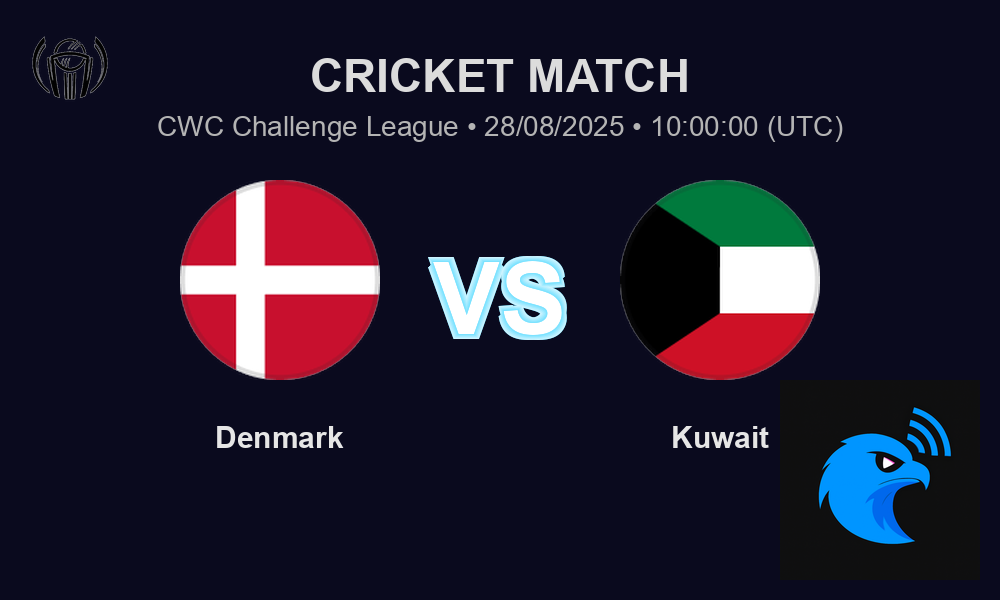 CRICKET MATCH
CWC Challenge League • 28/08/2025 • 10:00:00 (UTC)
VS
Denmark
Kuwait